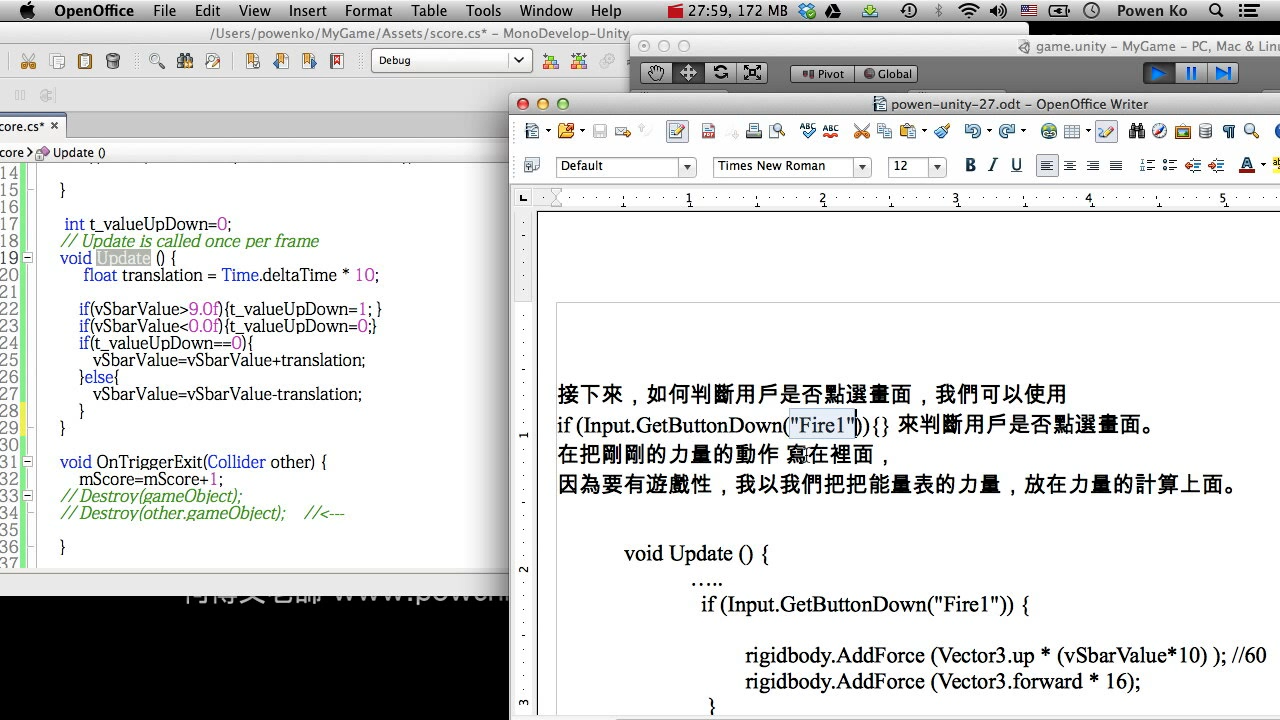 OpenOffice File Edit View Insert Format Table Tools Window Help 27:59, 172 MB Powen Ko
/Users/powenko/MyGame/Assets/score.cs* - MonoDevelop-Unity
game.unity - MyGame - PC, Mac & Lin
Debug
Pivot Global
powen-unity-27.odt - OpenOffice Writer
core.cs*
core Update ()
Default Times New Roman 12
1 2 3 4 5
14
15 }
16
17 int t_valueUpDown=0;
18 // Update is called once per frame
19 void Update () {
20 float translation = Time.deltaTime * 10;
21
22 if(vSbarValue>9.0f){t_valueUpDown=1; }
23 if(vSbarValue<0.0f){t_valueUpDown=0;}
24 if(t_valueUpDown==0){
25 vSbarValue=vSbarValue+translation;
26 }else{
27 vSbarValue=vSbarValue-translation;
28 }
29 }
30
31 void OnTriggerExit(Collider other) {
32 mScore=mScore+1;
33 // Destroy(gameObject);
34 // Destroy(other.gameObject); //<---
35
36 }
37
接下來，如何判斷用戶是否點選畫面，我們可以使用
if (Input.GetButtonDown("Fire1")){} 來判斷用戶是否點選畫面。
在把剛剛的力量的動作 寫在裡面，
因為要有遊戲性，我以我們把把能量表的力量，放在力量的計算上面。
void Update () {
…..
if (Input.GetButtonDown("Fire1")) {
rigidbody.AddForce (Vector3.up * (vSbarValue*10) ); //60
rigidbody.AddForce (Vector3.forward * 16);
}
1
2
3